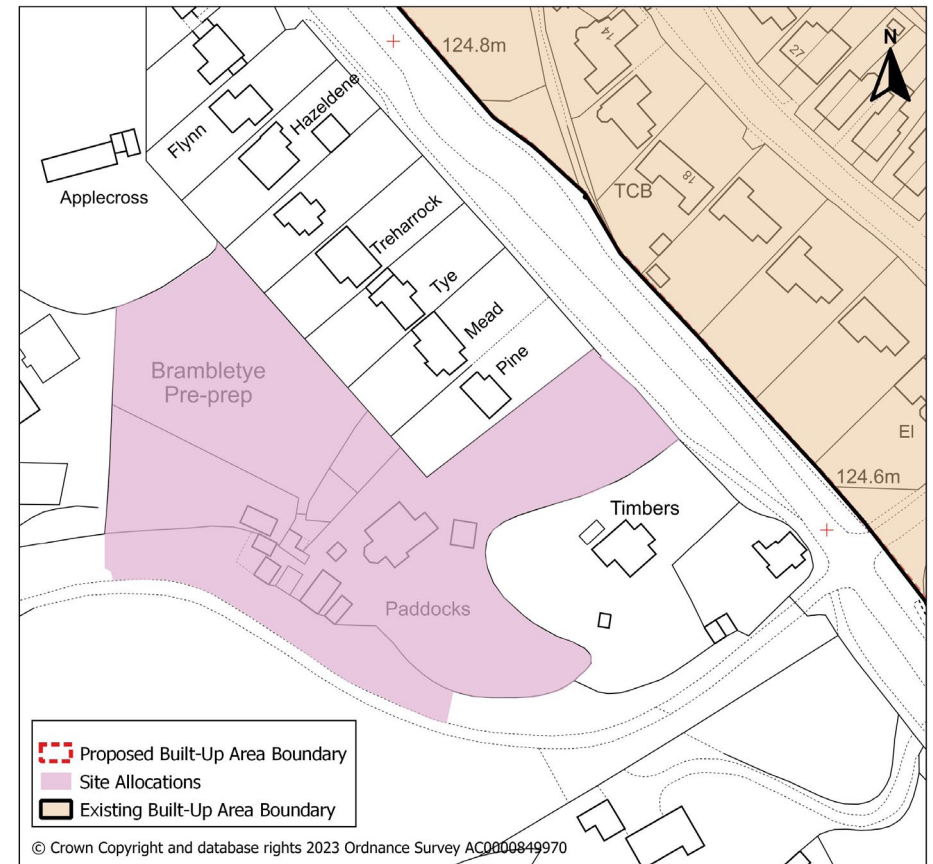 N
124.8m
14
27
Hazeldene
Flynn
Applecross
TCB
18
Treharrock
Tye
Mead
Pine
Brambletye
Pre-prep
El
124.6m
Timbers
Paddocks
Proposed Built-Up Area Boundary
Site Allocations
Existing Built-Up Area Boundary
© Crown Copyright and database rights 2023 Ordnance Survey AC0000849970